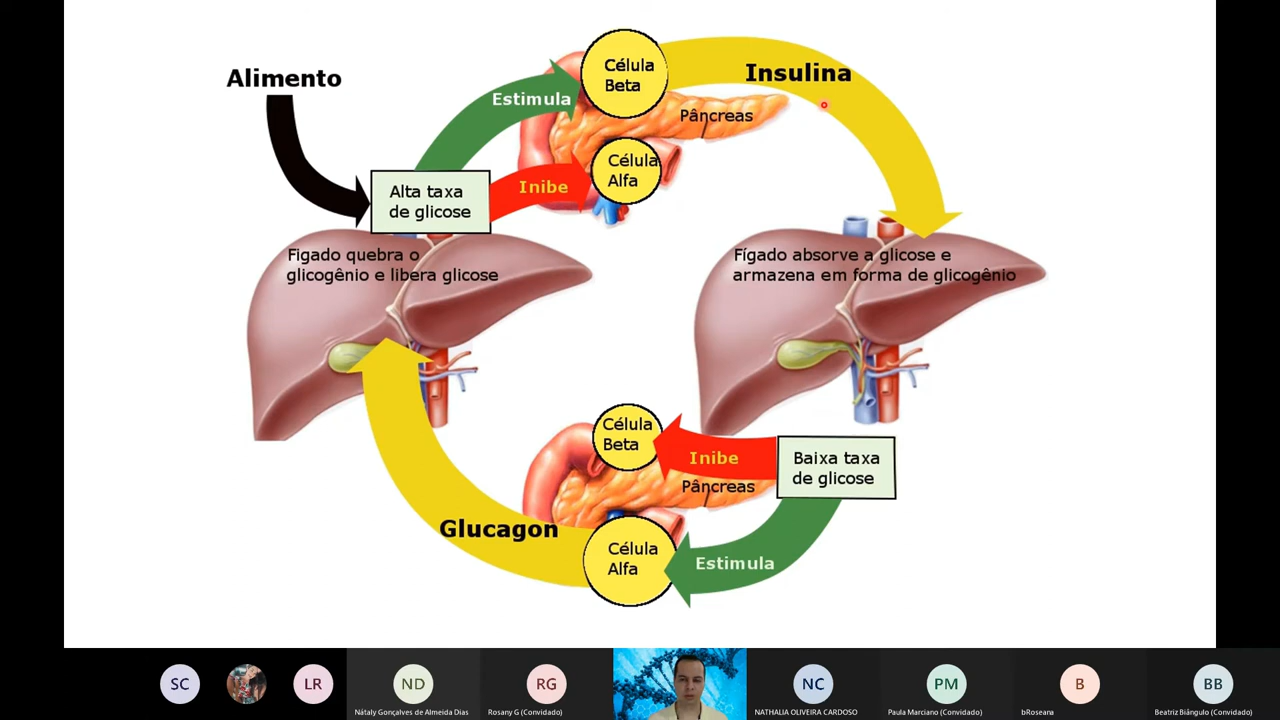 Alimento
Estimula
Célula
Beta
Insulina
Pâncreas
Célula
Alfa
Inibe
Alta taxa
de glicose
Figado quebra o
glicogênio e libera glicose
Fígado absorve a glicose e
armazena em forma de glicogênio
Célula
Beta
Inibe
Pâncreas
Baixa taxa
de glicose
Glucagon
Célula
Alfa
Estimula
SC
LR
ND
RG
NC
PM
B
BB
Nátaly Gonçalves de Almeida Dias
Rosany G (Convidado)
NATHALIA OLIVEIRA CARDOSO
Paula Marciano (Convidado)
bRoseana
Beatriz Biângulo (Convidado)